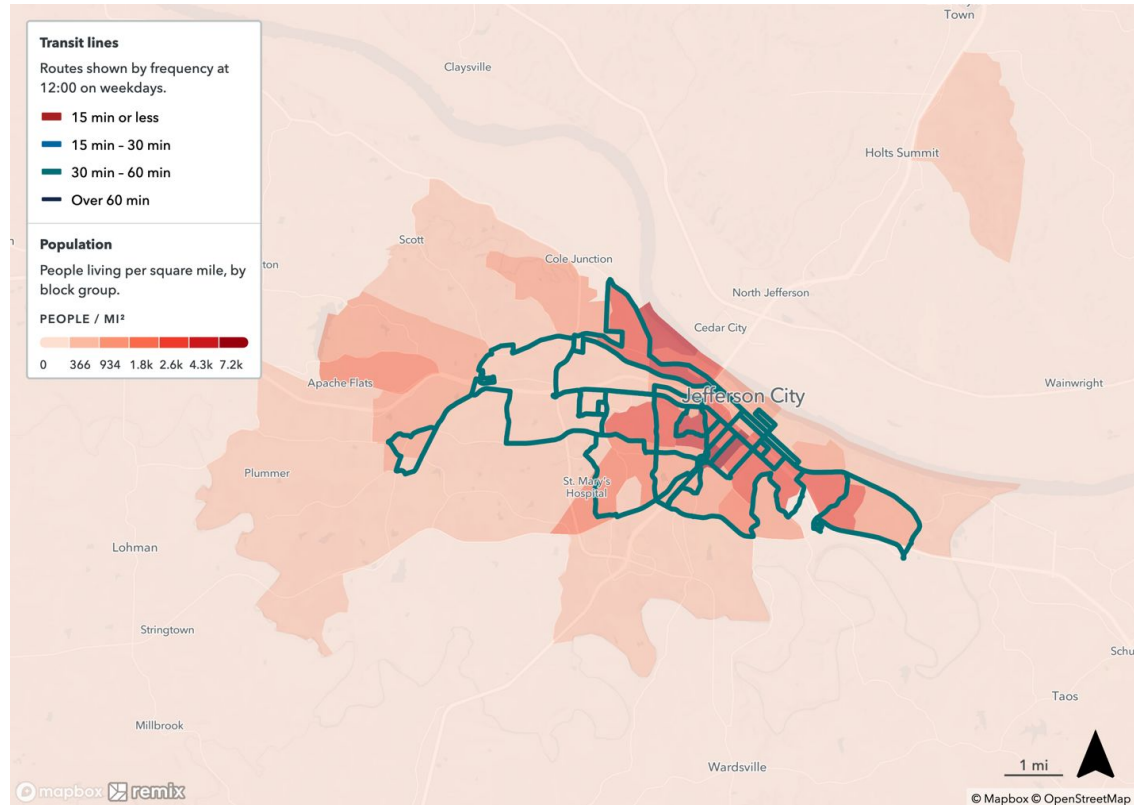 Transit lines
Routes shown by frequency at
12:00 on weekdays.
15 min or less
15 min – 30 min
30 min – 60 min
Over 60 min
Population
People living per square mile, by
block group.
PEOPLE / MI²
0 366 934 1.8k 2.6k 4.3k 7.2k
Town
Claysville
Holts Summit
Scott
Cole Junction
ton
North Jefferson
Cedar City
Apache Flats
Jefferson City
Wainwright
Plummer
St. Mary's
Hospital
Lohman
Stringtown
Schu
Taos
Millbrook
Wardsville
1 mi
mapbox remix
© Mapbox © OpenStreetMap